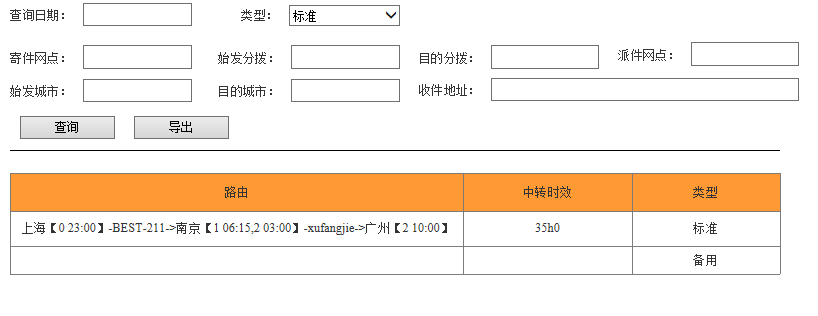 查询日期： 类型： 标准
寄件网点： 始发分拨： 目的分拨： 派件网点：
始发城市： 目的城市： 收件地址：
查询 导出
路由 中转时效 类型
上海【0 23:00】-BEST-211->南京【1 06:15,2 03:00】-xufangjie->广州【2 10:00】 35h0 标准
备用